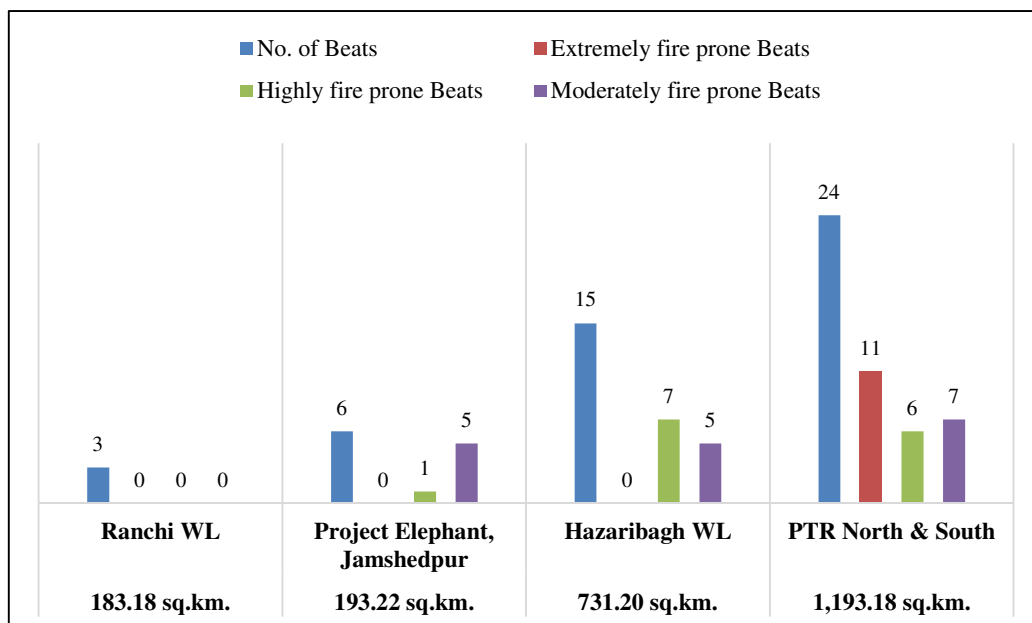 No. of Beats
Extremely fire prone Beats
Highly fire prone Beats
Moderately fire prone Beats
3
0
0
0
6
0
1
5
15
0
7
5
24
11
6
7
Ranchi WL
Project Elephant,
Jamshedpur
Hazaribagh WL
PTR North & South
183.18 sq.km.
193.22 sq.km.
731.20 sq.km.
1,193.18 sq.km.